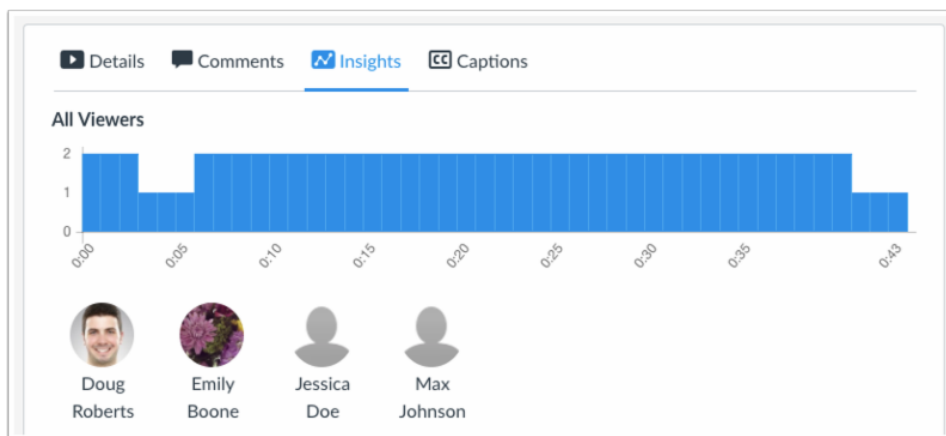 Details Comments Insights CC Captions
All Viewers
2
1
0
0:00 0:05 0:10 0:15 0:20 0:25 0:30 0:35 0:43
Doug Emily Jessica Max
Roberts Boone Doe Johnson